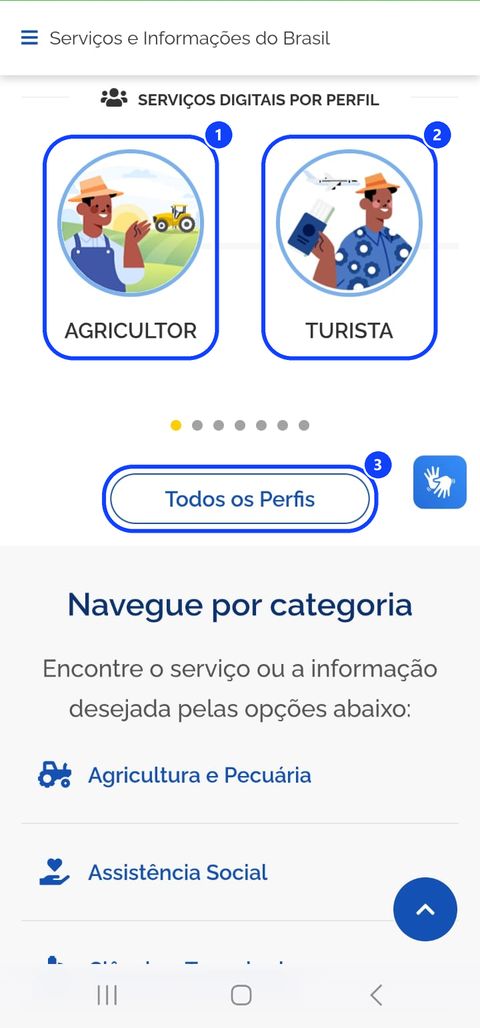 Serviços e Informações do Brasil
SERVIÇOS DIGITAIS POR PERFIL
1
2
AGRICULTOR
TURISTA
3
Todos os Perfis
Navegue por categoria
Encontre o serviço ou a informação
desejada pelas opções abaixo:
Agricultura e Pecuária
Assistência Social